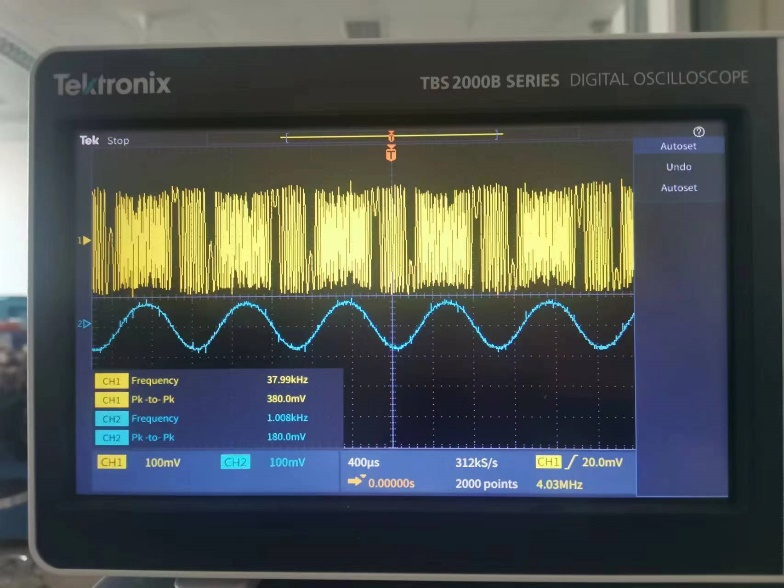 Tektronix
TBS 2000B SERIES DIGITAL OSCILLOSCOPE
Tek Stop
T
T
?
Autoset
Undo
Autoset
1
2
CH1 Frequency 37.99kHz
CH1 Pk-to-Pk 380.0mV
CH2 Frequency 1.008kHz
CH2 Pk-to-Pk 180.0mV
CH1 100mV CH2 100mV 400µs 312kS/s CH1 20.0mV
0.00000s 2000 points 4.03MHz